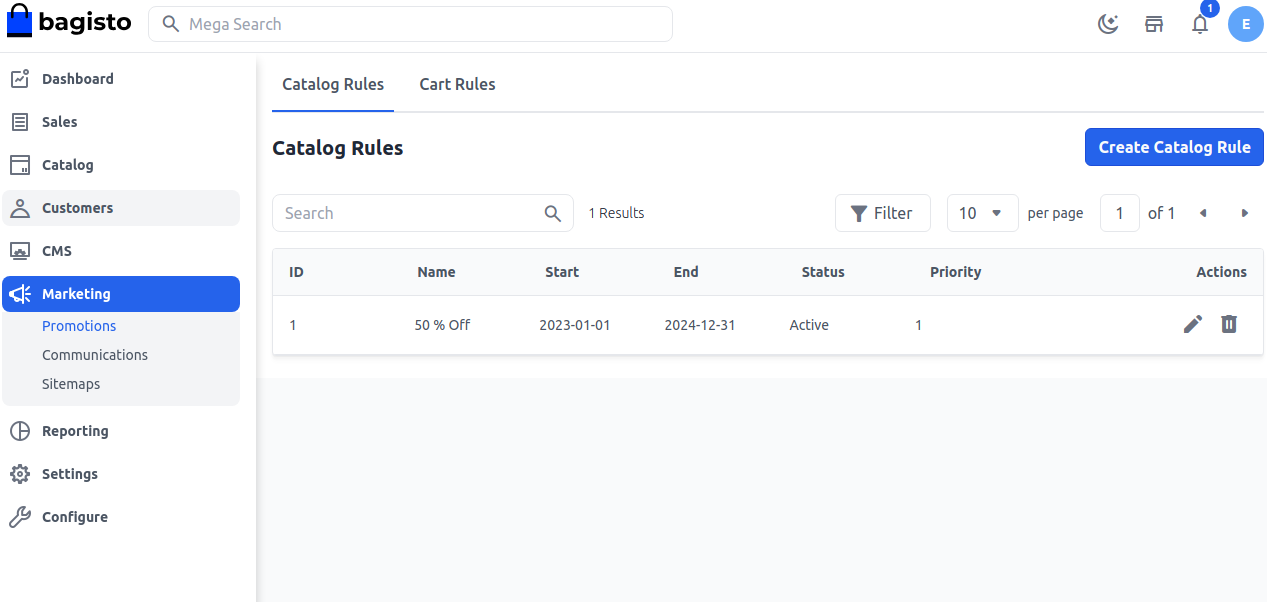 bagisto
Mega Search
1
E
Dashboard
Sales
Catalog
Customers
CMS
Marketing
Promotions
Communications
Sitemaps
Reporting
Settings
Configure
Catalog Rules Cart Rules
Catalog Rules
Create Catalog Rule
Search
1 Results
Filter
10
per page
1
of 1
ID Name Start End Status Priority Actions
1 50 % Off 2023-01-01 2024-12-31 Active 1